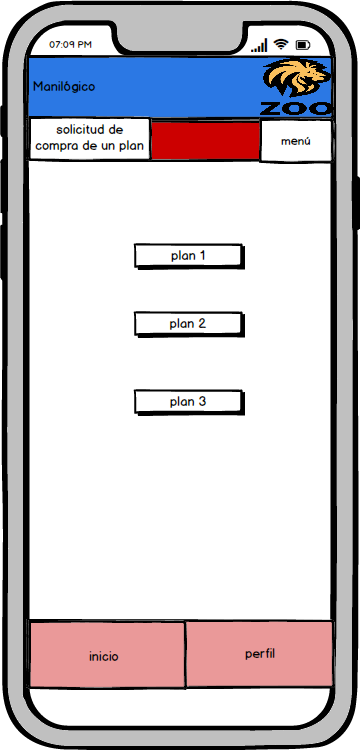 07:09 PM
Manilógico
ZOO
solicitud de
compra de un plan
menú
plan 1
plan 2
plan 3
inicio
perfil